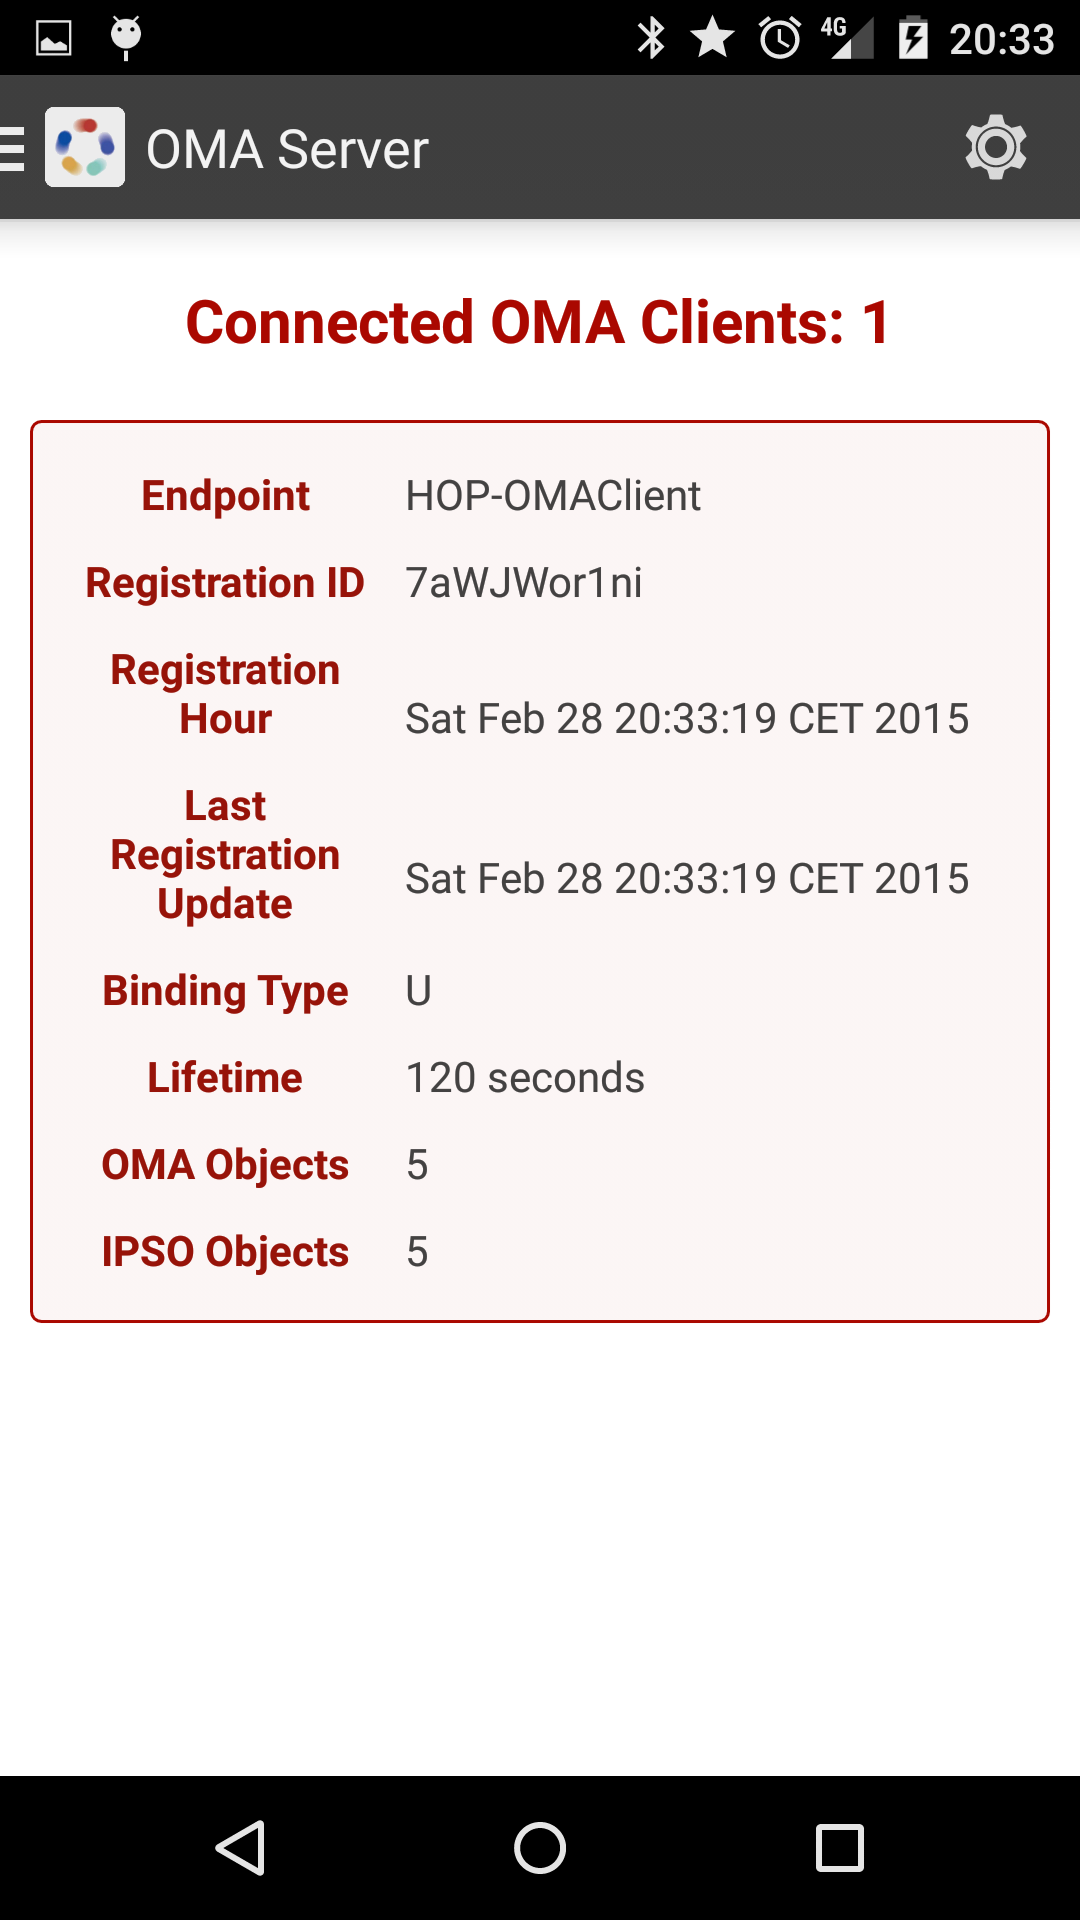 4G 20:33
OMA Server
Connected OMA Clients: 1
Endpoint HOP-OMAClient
Registration ID 7aWJWor1ni
Registration
Hour Sat Feb 28 20:33:19 CET 2015
Last
Registration Sat Feb 28 20:33:19 CET 2015
Update
Binding Type U
Lifetime 120 seconds
OMA Objects 5
IPSO Objects 5